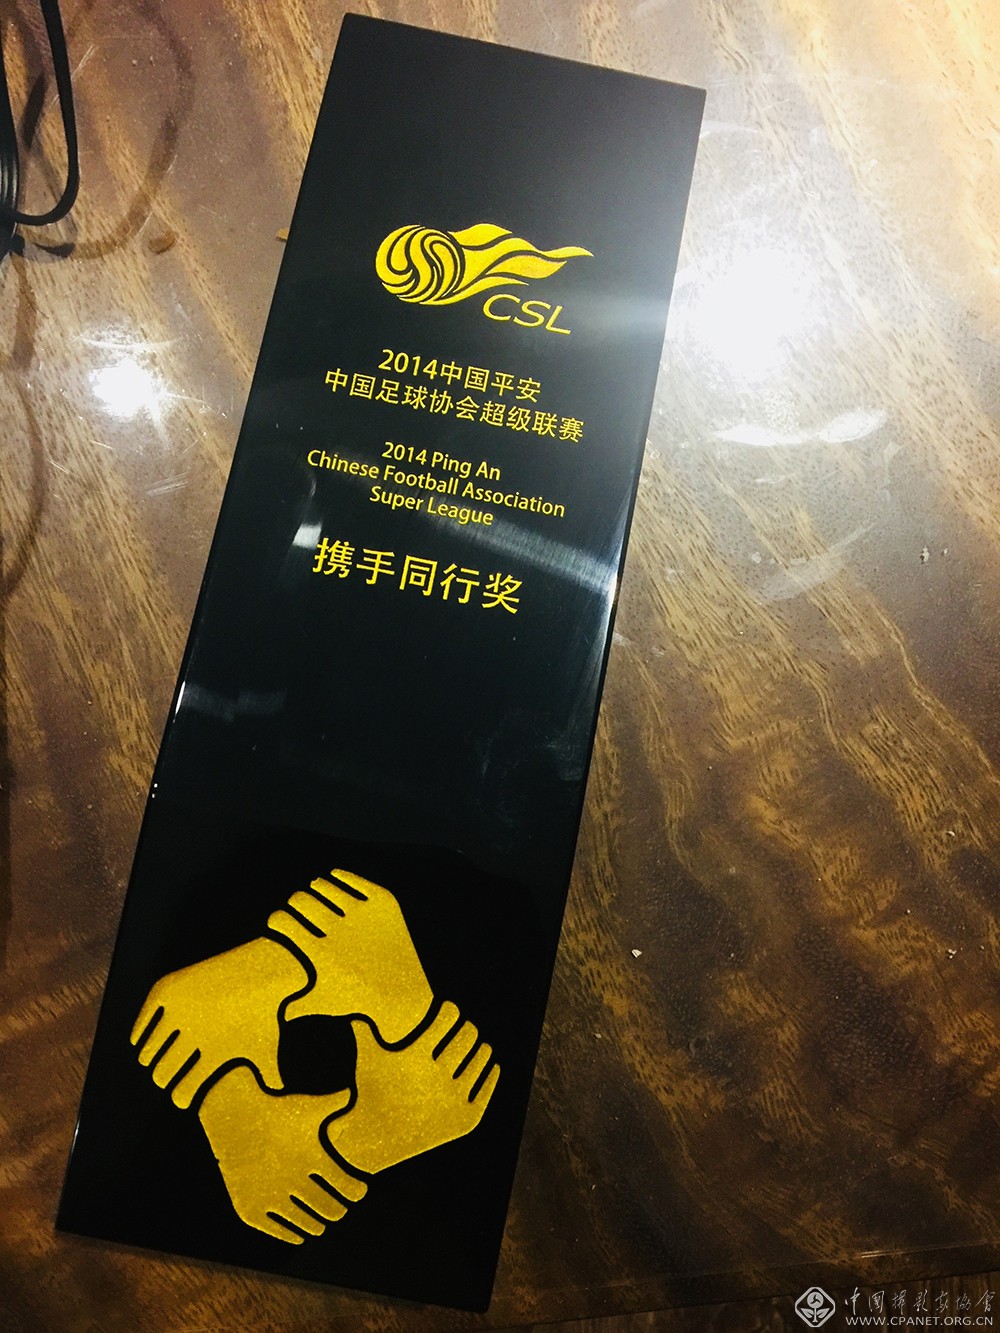 CSL
2014中国平安
中国足球协会超级联赛
2014 Ping An
Chinese Football Association
Super League
携手同行奖
中国摄影家协会
WWW.CPANET.ORG.CN